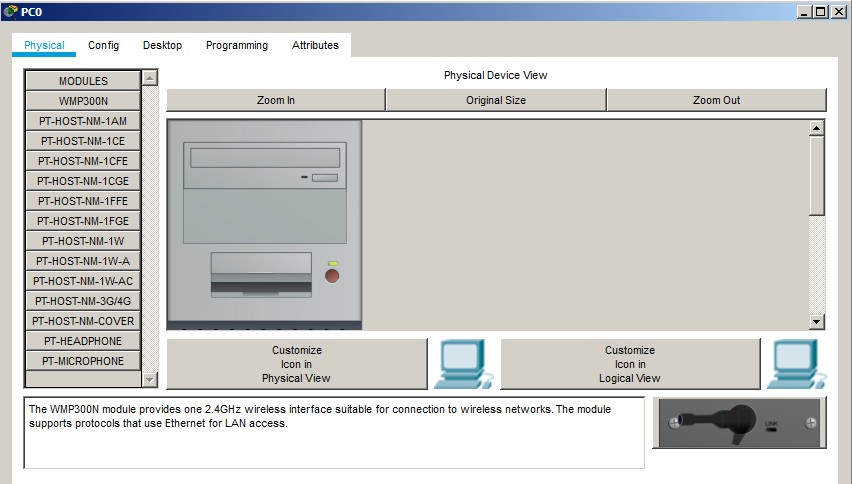 PC0
Physical Config Desktop Programming Attributes
MODULES
WMP300N
PT-HOST-NM-1AM
PT-HOST-NM-1CE
PT-HOST-NM-1CFE
PT-HOST-NM-1CGE
PT-HOST-NM-1FFE
PT-HOST-NM-1FGE
PT-HOST-NM-1W
PT-HOST-NM-1W-A
PT-HOST-NM-1W-AC
PT-HOST-NM-3G/4G
PT-HOST-NM-COVER
PT-HEADPHONE
PT-MICROPHONE
Physical Device View
Zoom In Original Size Zoom Out
Customize
Icon in
Physical View
Customize
Icon in
Logical View
The WMP300N module provides one 2.4GHz wireless interface suitable for connection to wireless networks. The module
supports protocols that use Ethernet for LAN access.
LINK